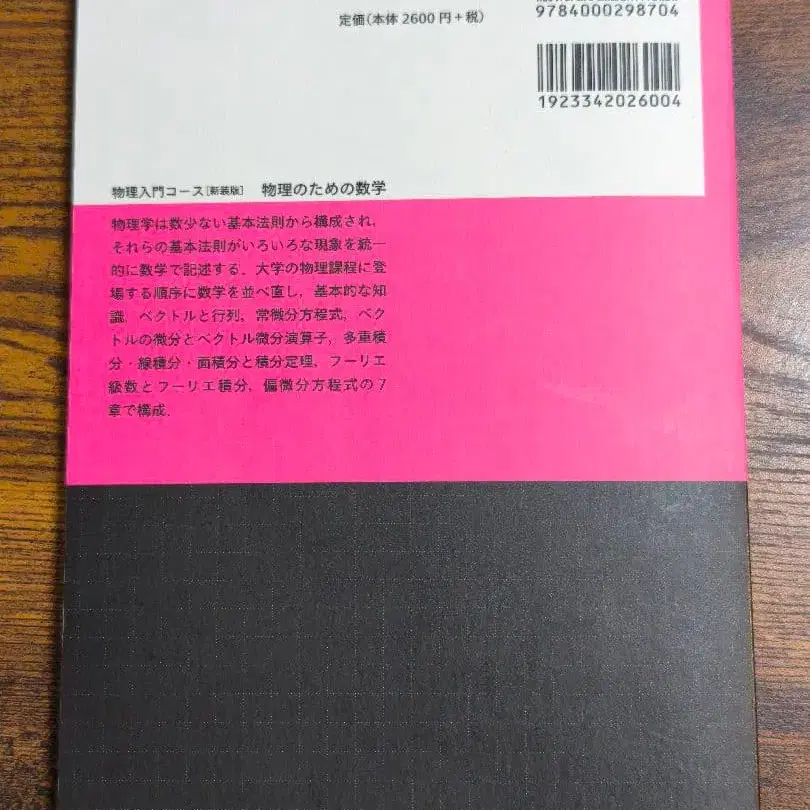 9784000298704
定価(本体 2600 円+税)
1923342026004
物理入門コース[新装版] 物理のための数学
物理学は数少ない基本法則から構成され,
それらの基本法則がいろいろな現象を統一
的に数学で記述する.大学の物理課程に登
場する順序に数学を並べ直し,基本的な知
識,ベクトルと行列,常微分方程式,ベク
トルの微分とベクトル微分演算子,多重積
分・線積分・面積分と積分定理,フーリエ
級数とフーリエ積分,偏微分方程式の7
章で構成.